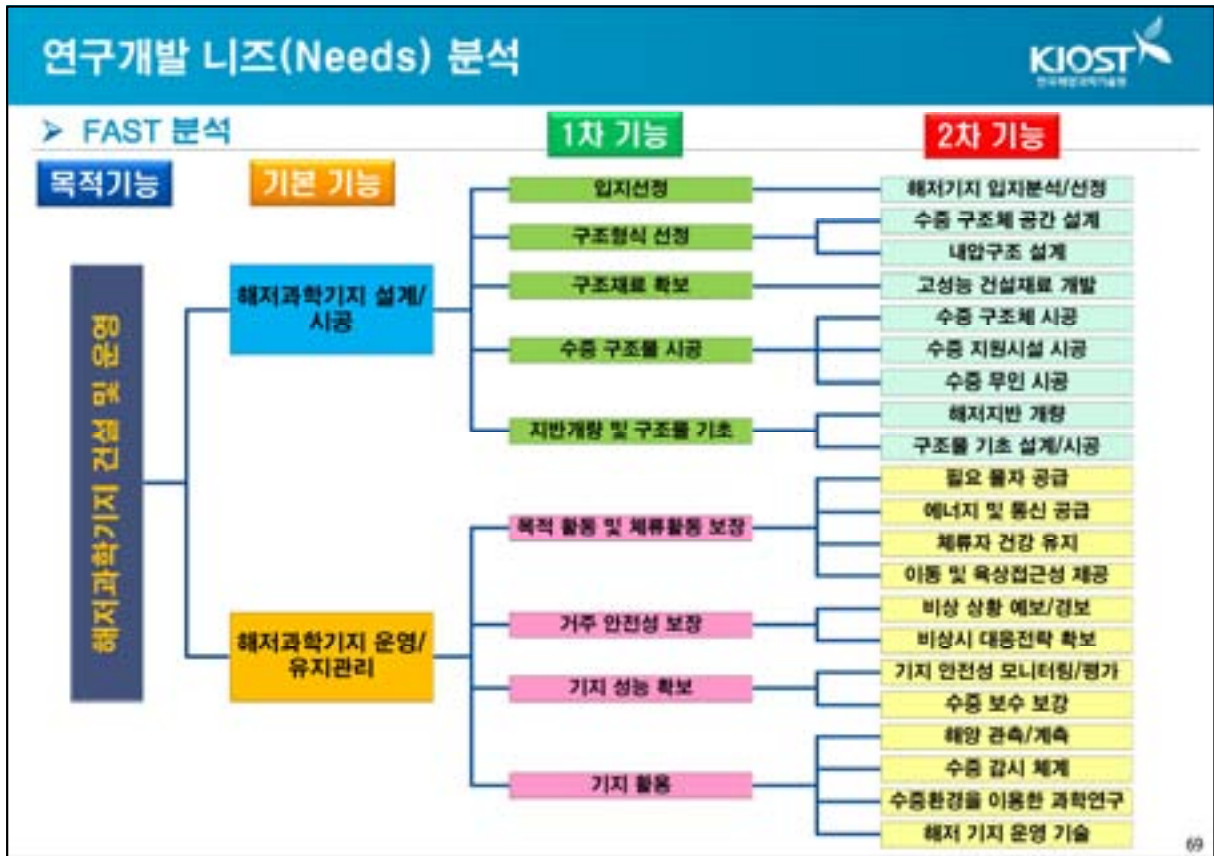 연구개발 니즈(Needs) 분석
KIOST
한국해양과학기술원
➤ FAST 분석
1차 기능
2차 기능
목적기능
기본 기능
해저과학기지 건설 및 운영
해저과학기지 설계/
시공
해저과학기지 운영/
유지관리
입지선정
구조형식 선정
구조재료 확보
수중 구조물 시공
지반개량 및 구조물 기초
목적 활동 및 체류활동 보장
거주 안전성 보장
기지 성능 확보
기지 활용
해저기지 입지분석/선정
수중 구조체 공간 설계
내압구조 설계
고성능 건설재료 개발
수중 구조체 시공
수중 지원시설 시공
수중 무인 시공
해저지반 개량
구조물 기초 설계/시공
필요 물자 공급
에너지 및 통신 공급
체류자 건강 유지
이동 및 육상접근성 제공
비상 상황 예보/경보
비상시 대응전략 확보
기지 안전성 모니터링/평가
수중 보수 보강
해양 관측/계측
수중 감시 체계
수중환경을 이용한 과학연구
해저 기지 운영 기술
69